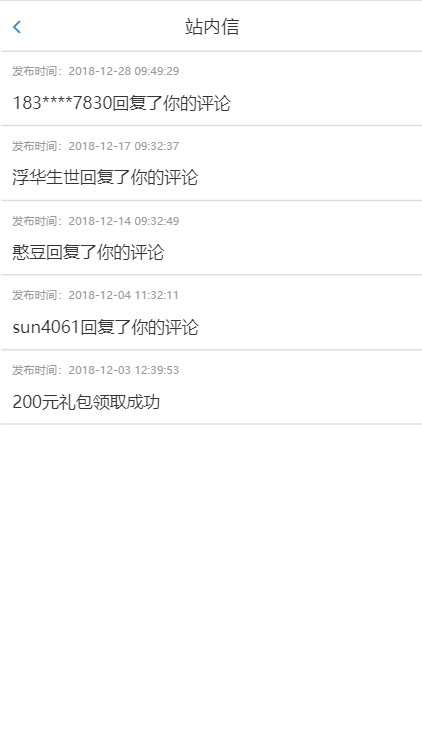 站内信
发布时间：2018-12-28 09:49:29
183****7830回复了你的评论
发布时间：2018-12-17 09:32:37
浮华生世回复了你的评论
发布时间：2018-12-14 09:32:49
憨豆回复了你的评论
发布时间：2018-12-04 11:32:11
sun4061回复了你的评论
发布时间：2018-12-03 12:39:53
200元礼包领取成功